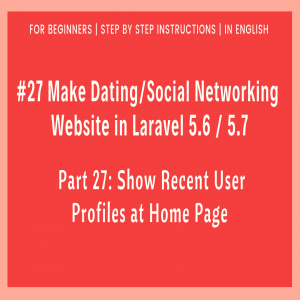 FOR BEGINNERS | STEP BY STEP INSTRUCTIONS | IN ENGLISH
#27 Make Dating/Social Networking
Website in Laravel 5.6 / 5.7
Part 27: Show Recent User
Profiles at Home Page